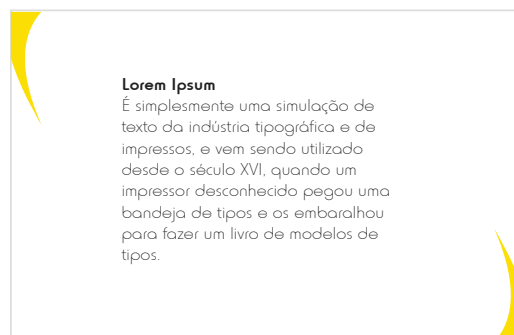 Lorem Ipsum
É simplesmente uma simulação de
texto da indústria tipográfica e de
impressos, e vem sendo utilizado
desde o século XVI, quando um
impressor desconhecido pegou uma
bandeja de tipos e os embaralhou
para fazer um livro de modelos de
tipos.